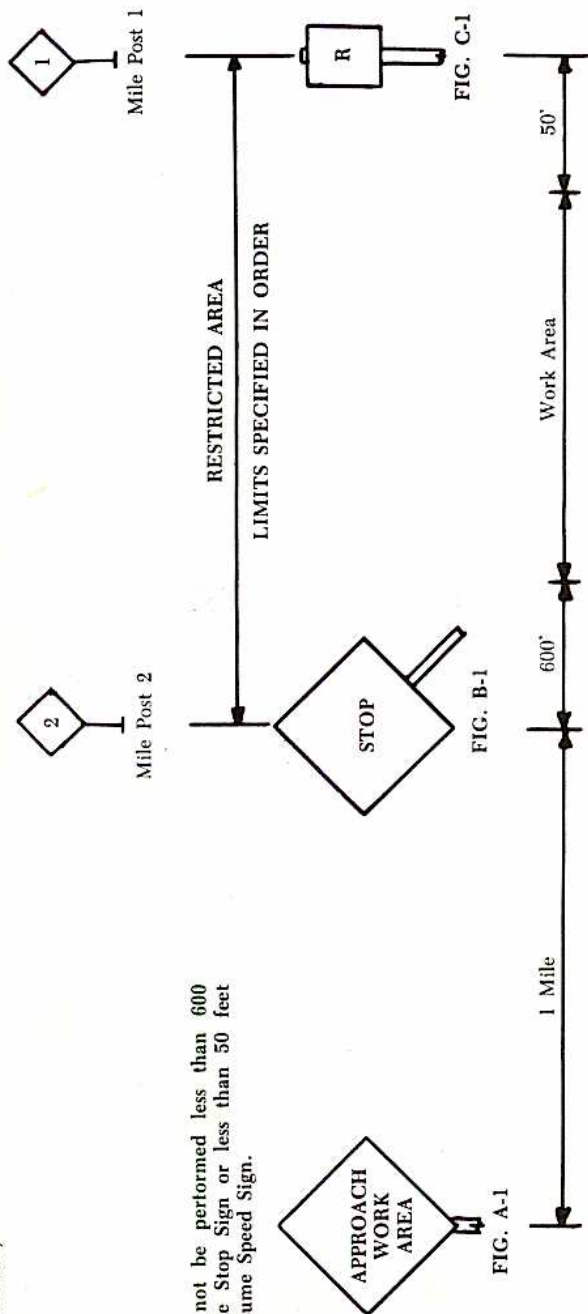 1
Mile Post 1
2
Mile Post 2
RESTRICTED AREA
LIMITS SPECIFIED IN ORDER
not be performed less than 600
e Stop Sign or less than 50 feet
ume Speed Sign.
APPROACH
WORK
AREA
FIG. A-1
STOP
FIG. B-1
R
FIG. C-1
1 Mile
600'
Work Area
50'